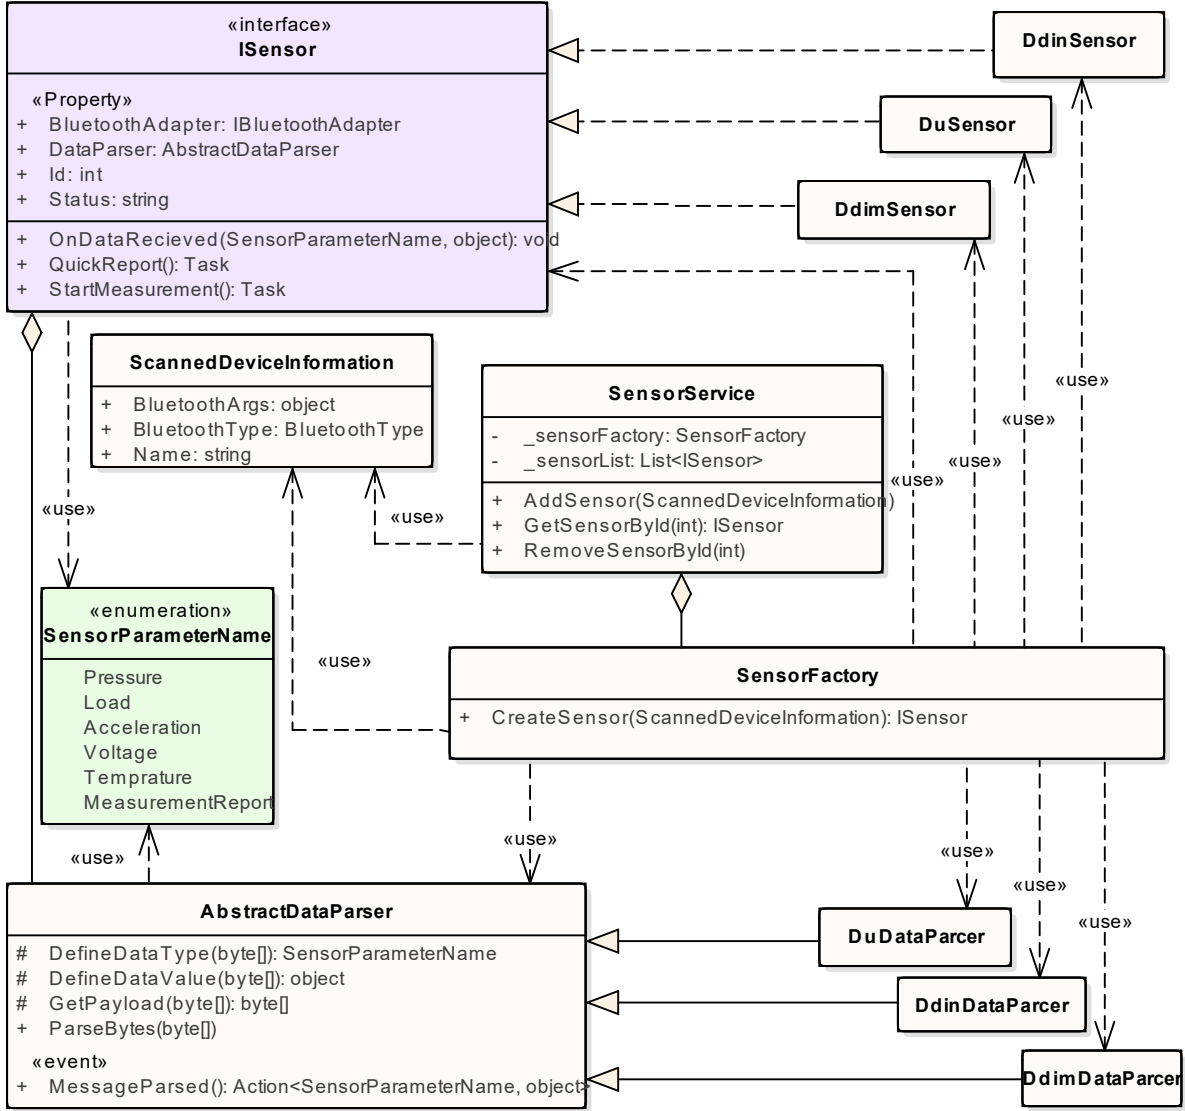 «interface»
ISensor
«Property»
+ BluetoothAdapter: IBluetoothAdapter
+ DataParser: AbstractDataParser
+ Id: int
+ Status: string
+ OnDataRecieved(SensorParameterName, object): void
+ QuickReport(): Task
+ StartMeasurement(): Task
DdinSensor
DuSensor
DdimSensor
«use»
«use»
«use»
«use»
ScannedDeviceInformation
+ BluetoothArgs: object
+ BluetoothType: BluetoothType
+ Name: string
SensorService
- _sensorFactory: SensorFactory
- _sensorList: List<ISensor>
+ AddSensor(ScannedDeviceInformation)
+ GetSensorById(int): ISensor
+ RemoveSensorById(int)
«use»
«use»
«use»
«enumeration»
SensorParameterName
Pressure
Load
Acceleration
Voltage
Temprature
MeasurementReport
SensorFactory
+ CreateSensor(ScannedDeviceInformation): ISensor
«use»
«use»
«use»
«use»
«use»
AbstractDataParser
# DefineDataType(byte[]): SensorParameterName
# DefineDataValue(byte[]): object
# GetPayload(byte[]): byte[]
+ ParseBytes(byte[])
«event»
+ MessageParsed(): Action<SensorParameterName, object>
DuDataParcer
DdinDataParcer
DdimDataParcer